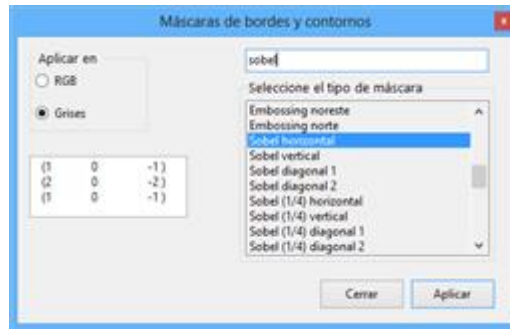 Máscaras de bordes y contornos
Aplicar en
RGB
Grises
(1 0 -1)
(2 0 -2)
(1 0 -1)
sobel
Seleccione el tipo de máscara
Embossing noreste
Embossing norte
Sobel horizontal
Sobel vertical
Sobel diagonal 1
Sobel diagonal 2
Sobel (1/4) horizontal
Sobel (1/4) vertical
Sobel (1/4) diagonal 1
Sobel (1/4) diagonal 2
Cerrar
Aplicar